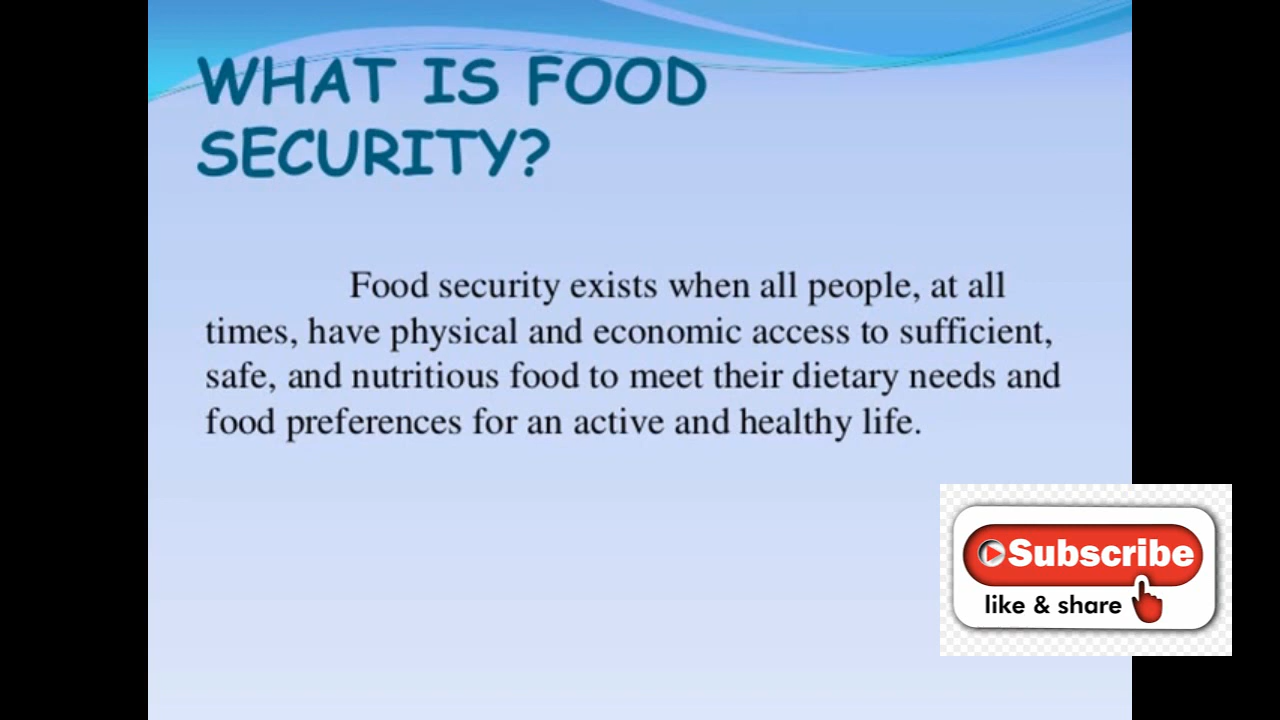 WHAT IS FOOD
SECURITY?
Food security exists when all people, at all
times, have physical and economic access to sufficient,
safe, and nutritious food to meet their dietary needs and
food preferences for an active and healthy life.
Subscribe
like & share